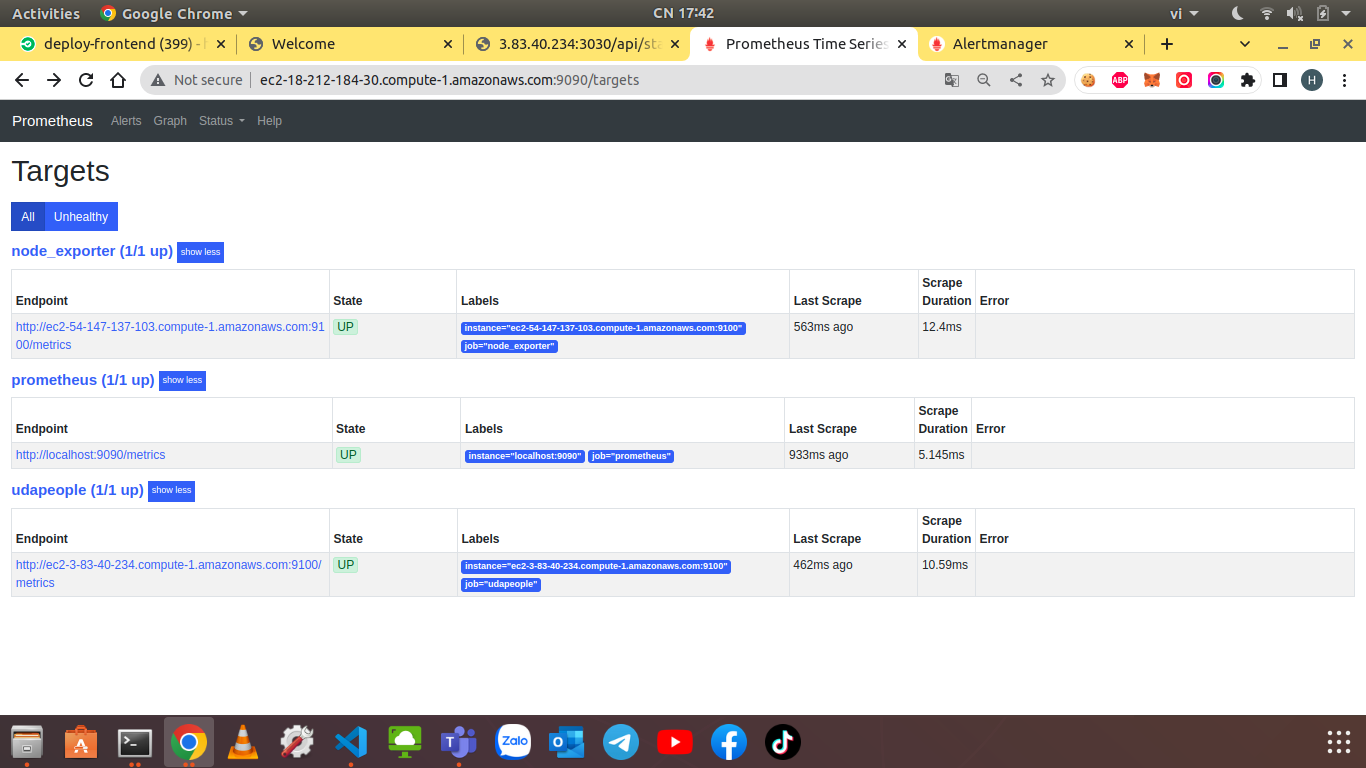 Activities
Google Chrome
CN 17:42
vi
deploy-frontend (399) -
Welcome
3.83.40.234:3030/api/sta
Prometheus Time Series
Alertmanager
Not secure
ec2-18-212-184-30.compute-1.amazonaws.com:9090/targets
ABP
H
Prometheus
Alerts
Graph
Status
Help
Targets
All
Unhealthy
node_exporter (1/1 up) show less
Endpoint State Labels Last Scrape Scrape Duration Error
http://ec2-54-147-137-103.compute-1.amazonaws.com:91
00/metrics
UP
instance="ec2-54-147-137-103.compute-1.amazonaws.com:9100"
job="node_exporter"
563ms ago
12.4ms
prometheus (1/1 up) show less
Endpoint State Labels Last Scrape Scrape Duration Error
http://localhost:9090/metrics
UP
instance="localhost:9090" job="prometheus"
933ms ago
5.145ms
udapeople (1/1 up) show less
Endpoint State Labels Last Scrape Scrape Duration Error
http://ec2-3-83-40-234.compute-1.amazonaws.com:9100/
metrics
UP
instance="ec2-3-83-40-234.compute-1.amazonaws.com:9100"
job="udapeople"
462ms ago
10.59ms
Zalo